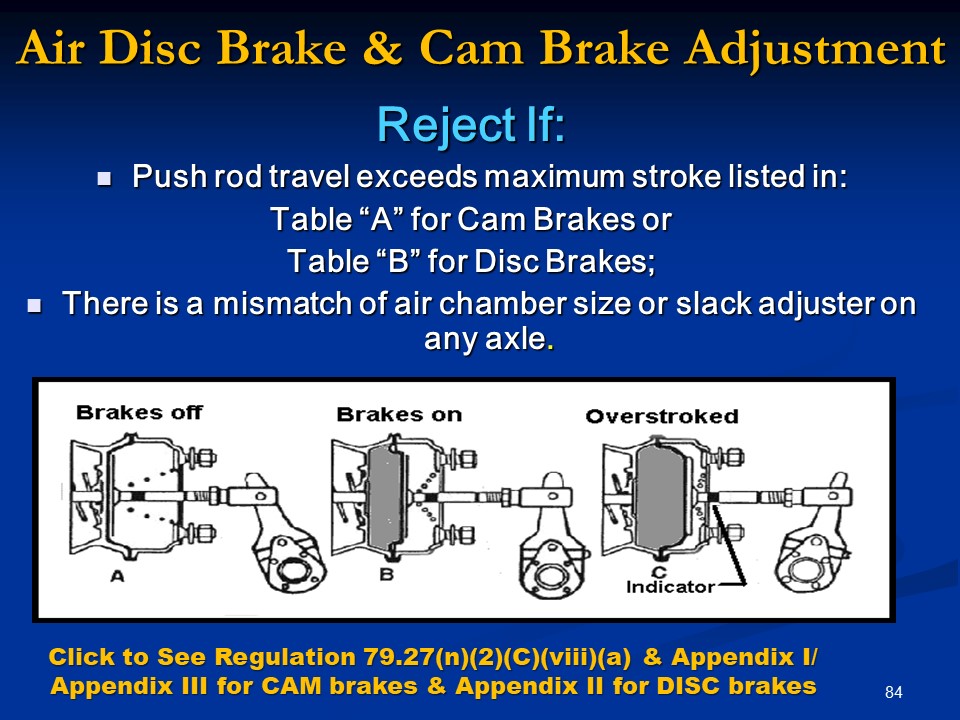 Air Disc Brake & Cam Brake Adjustment
Reject If:
Push rod travel exceeds maximum stroke listed in:
Table “A” for Cam Brakes or
Table “B” for Disc Brakes;
There is a mismatch of air chamber size or slack adjuster on
any axle.
Brakes off
Brakes on
Overstroked
A
B
C
Indicator
Click to See Regulation 79.27(n)(2)(C)(viii)(a) & Appendix I/
Appendix III for CAM brakes & Appendix II for DISC brakes
84